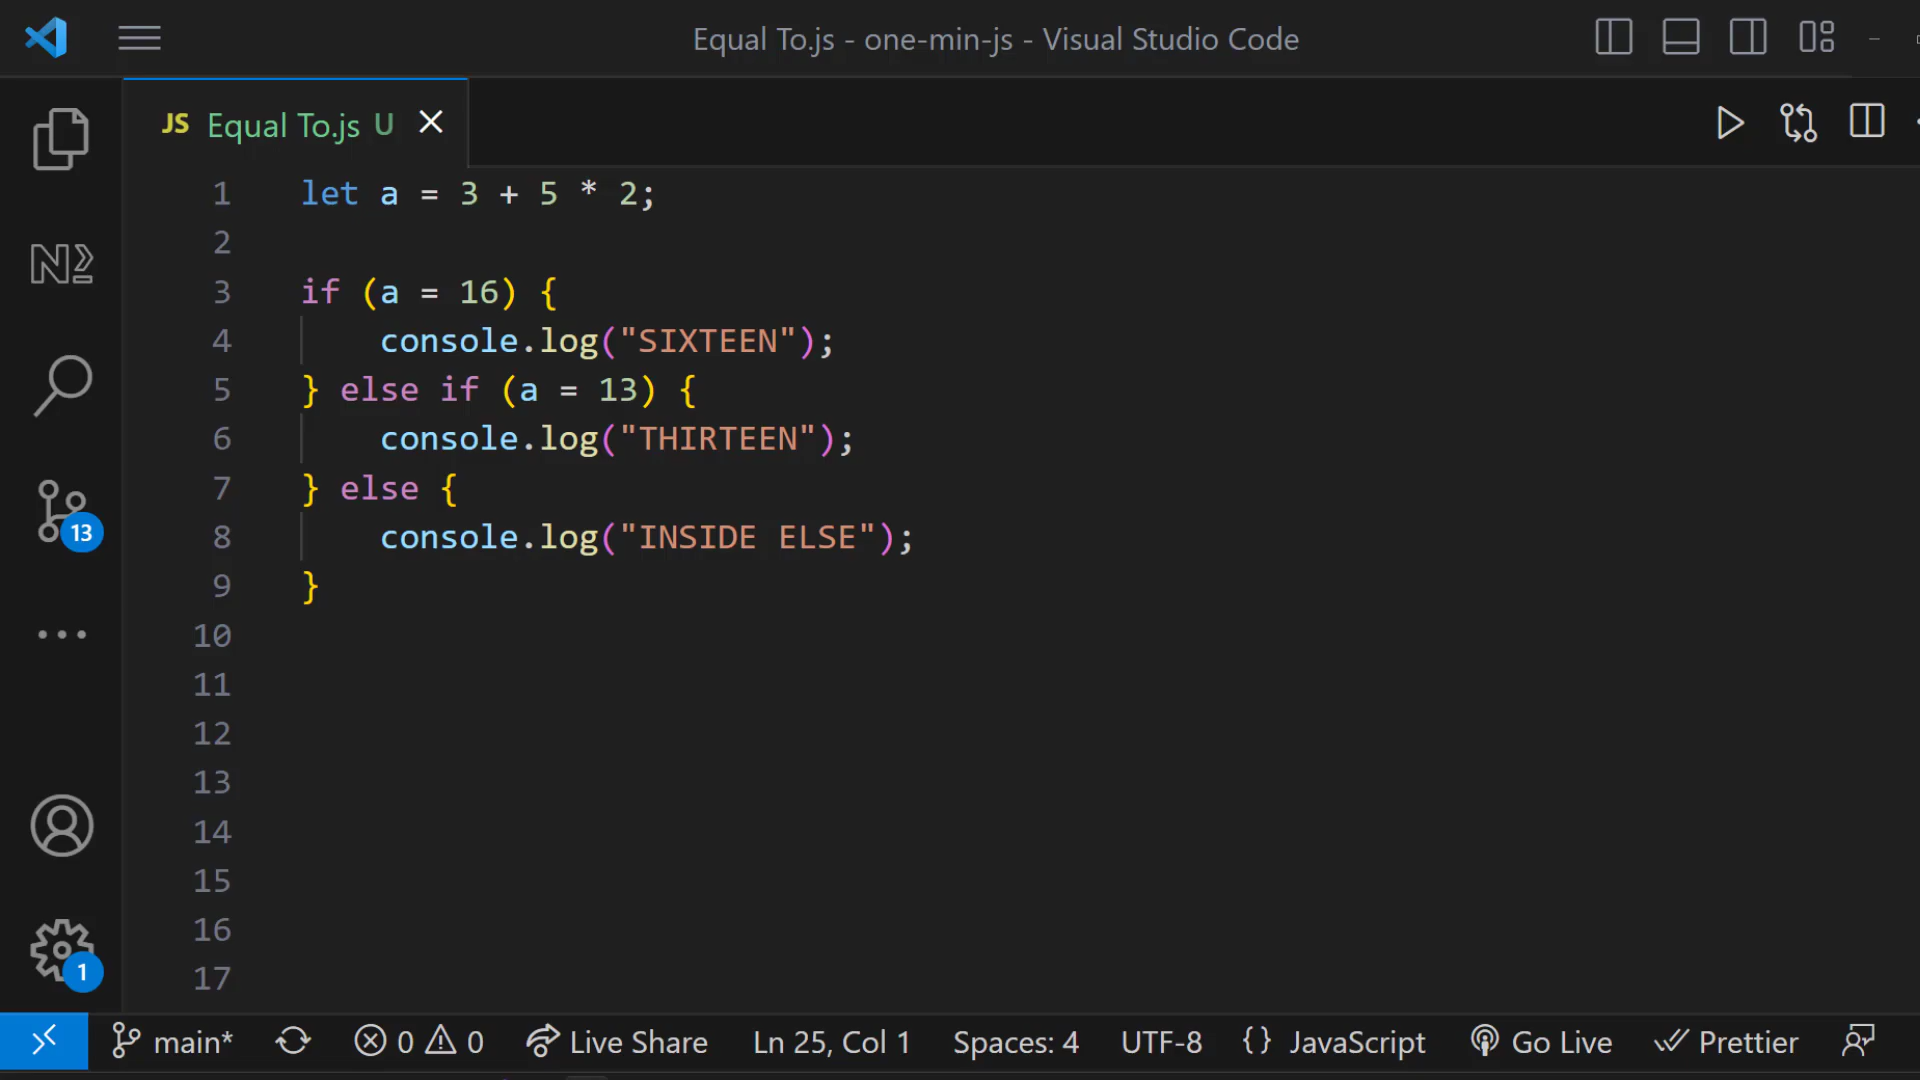 Equal To.js - one-min-js - Visual Studio Code
JS Equal To.js U
1 let a = 3 + 5 * 2;
2
3 if (a = 16) {
4 console.log("SIXTEEN");
5 } else if (a = 13) {
6 console.log("THIRTEEN");
7 } else {
8 console.log("INSIDE ELSE");
9 }
10
11
12
13
14
15
16
17
13
1
main* 0 0 Live Share Ln 25, Col 1 Spaces: 4 UTF-8 {} JavaScript Go Live Prettier